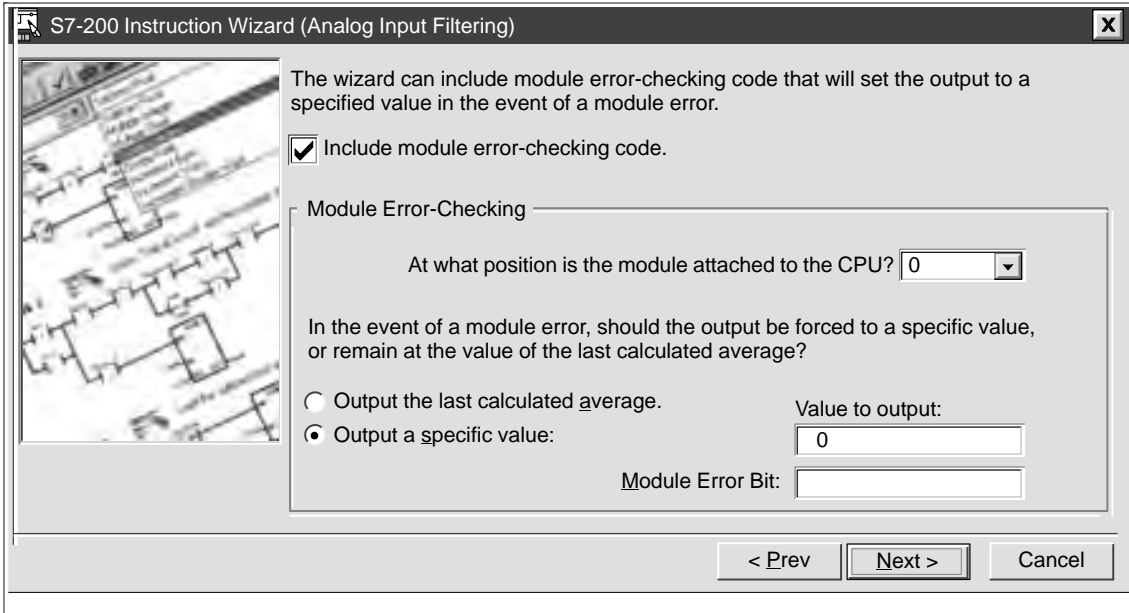 S7-200 Instruction Wizard (Analog Input Filtering)
The wizard can include module error-checking code that will set the output to a
specified value in the event of a module error.
Include module error-checking code.
Module Error-Checking
At what position is the module attached to the CPU? 0
In the event of a module error, should the output be forced to a specific value,
or remain at the value of the last calculated average?
Output the last calculated average.
Value to output:
Output a specific value:
0
Module Error Bit:
< Prev
Next >
Cancel